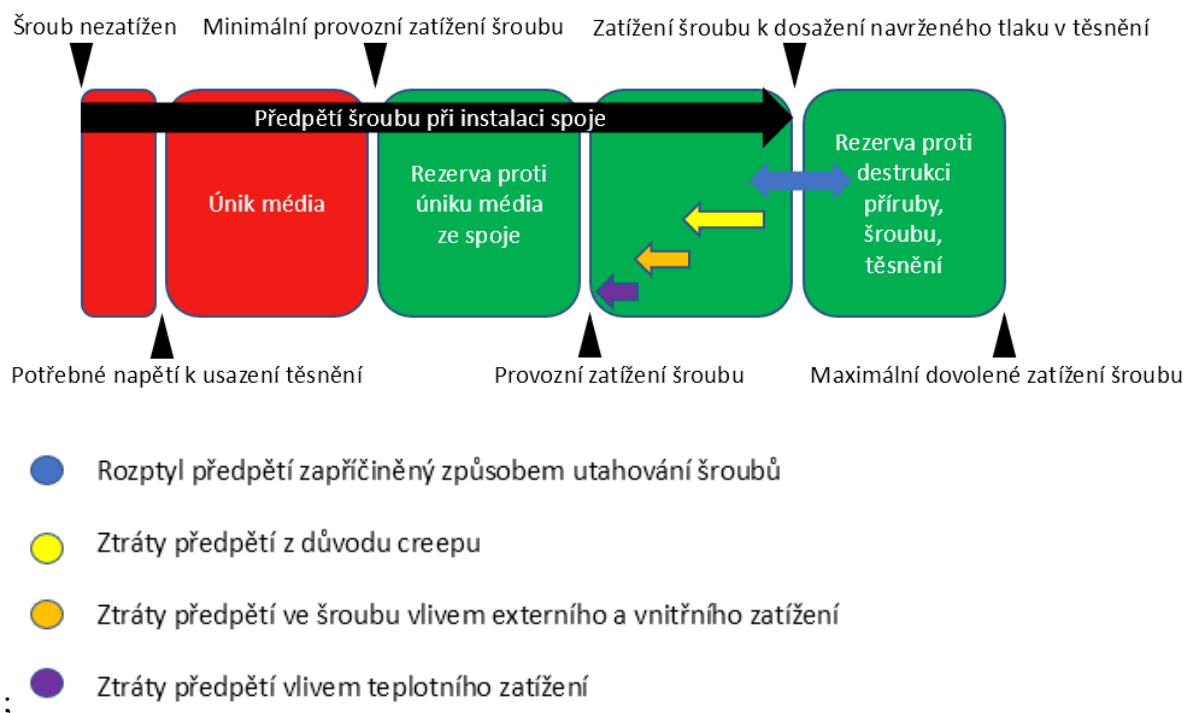 Šroub nezatížen
Minimální provozní zatížení šroubu
Zatížení šroubu k dosažení navrženého tlaku v těsnění
Předpětí šroubu při instalaci spoje
Únik média
Rezerva proti
úniku média
ze spoje
Rezerva proti
destrukci
příruby,
šroubu,
těsnění
Potřebné napětí k usazení těsnění
Provozní zatížení šroubu
Maximální dovolené zatížení šroubu
Rozptyl předpětí zapříčiněný způsobem utahování šroubů
Ztráty předpětí z důvodu creepu
Ztráty předpětí ve šroubu vlivem externího a vnitřního zatížení
Ztráty předpětí vlivem teplotního zatížení
;